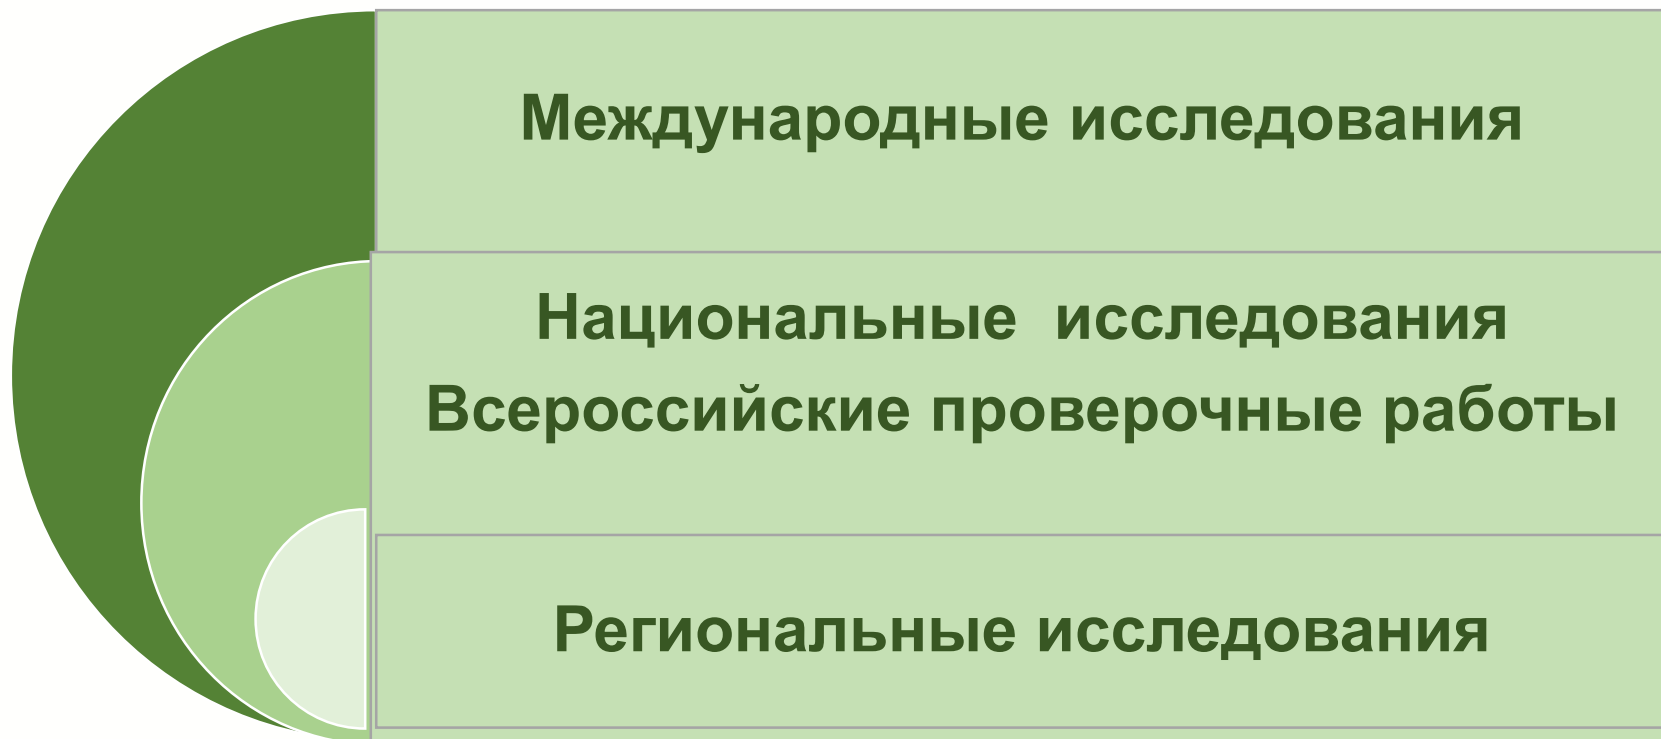 Международные исследования
Национальные исследования
Всероссийские проверочные работы
Региональные исследования